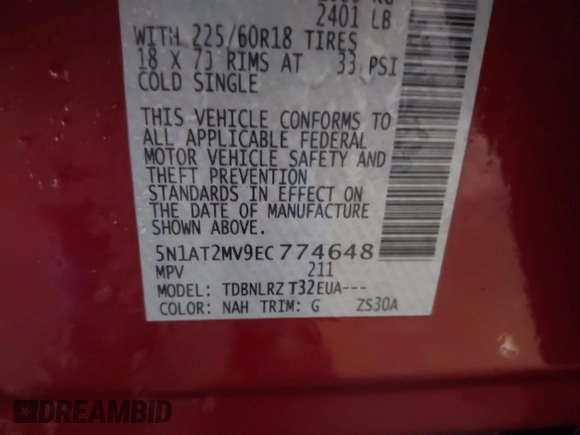 2401 LB
WITH 225/60R18 TIRES
18 X 7J RIMS AT 33 PSI
COLD SINGLE
THIS VEHICLE CONFORMS TO
ALL APPLICABLE FEDERAL
MOTOR VEHICLE SAFETY AND
THEFT PREVENTION
STANDARDS IN EFFECT ON
THE DATE OF MANUFACTURE
SHOWN ABOVE.
5N1AT2MV9EC774648
MPV 211
MODEL: TDBNLRZ T32EUA---
COLOR: NAH TRIM: G ZS30A
DREAMBID